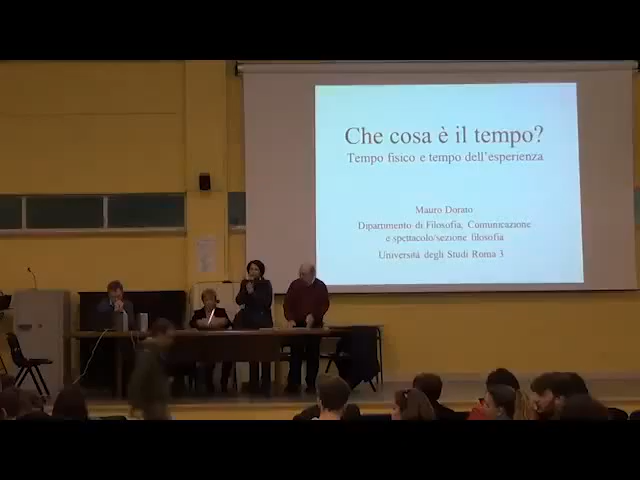 Che cosa è il tempo?
Tempo fisico e tempo dell'esperienza
Mauro Dorato
Dipartimento di Filosofia, Comunicazione
e spettacolo/sezione filosofia
Università degli Studi Roma 3